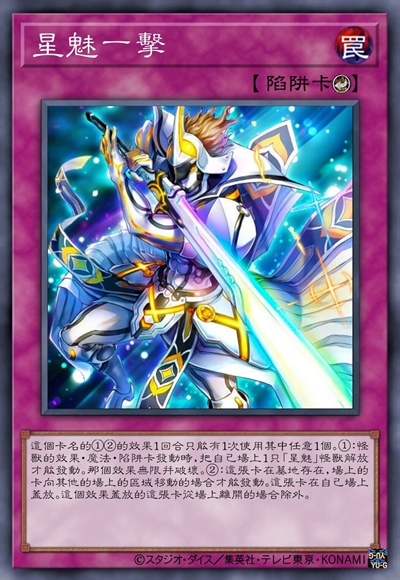 星魅一擊
罠
【陷阱卡】
這個卡名的①②的效果1回合只能有1次使用其中任意1個。①:怪
獸的效果·魔法·陷阱卡發動時,把自己場上1只「星魅」怪獸解放
才能發動。那個效果無限并破壞。②:這張卡在墓地存在,場上的
卡向其他的場上的區域移動的場合才能發動。這張卡在自己場上
蓋放。這個效果蓋放的這張卡從場上離開的場合除外。
©スタジオ・ダイス/集英社・テレビ東京・KONAMI
YU-G